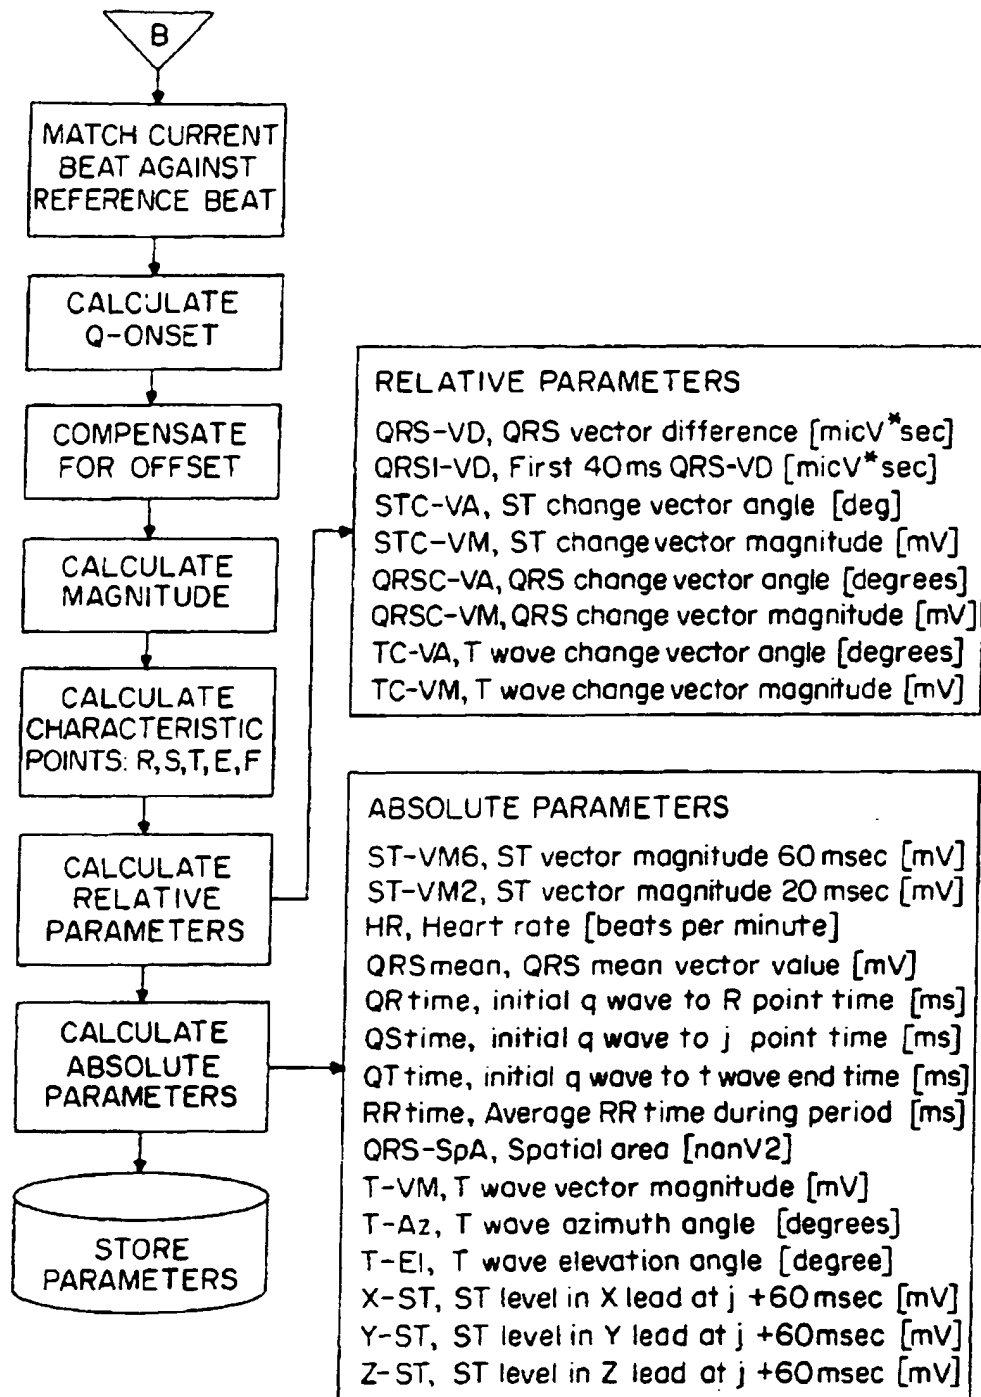 B
MATCH CURRENT
BEAT AGAINST
REFERENCE BEAT
CALCULATE
Q-ONSET
COMPENSATE
FOR OFFSET
CALCULATE
MAGNITUDE
CALCULATE
CHARACTERISTIC
POINTS: R,S,T,E,F
CALCULATE
RELATIVE
PARAMETERS
CALCULATE
ABSOLUTE
PARAMETERS
STORE
PARAMETERS
RELATIVE PARAMETERS
QRS-VD, QRS vector difference [micV*sec]
QRSI-VD, First 40ms QRS-VD [micV*sec]
STC-VA, ST change vector angle [deg]
STC-VM, ST change vector magnitude [mV]
QRSC-VA, QRS change vector angle [degrees]
QRSC-VM, QRS change vector magnitude [mV]
TC-VA, T wave change vector angle [degrees]
TC-VM, T wave change vector magnitude [mV]
ABSOLUTE PARAMETERS
ST-VM6, ST vector magnitude 60 msec [mV]
ST-VM2, ST vector magnitude 20 msec [mV]
HR, Heart rate [beats per minute]
QRSmean, QRS mean vector value [mV]
QRtime, initial q wave to R point time [ms]
QStime, initial q wave to j point time [ms]
QTtime, initial q wave to t wave end time [ms]
RRtime, Average RR time during period [ms]
QRS-SpA, Spatial area [nanV2]
T-VM, T wave vector magnitude [mV]
T-Az, T wave azimuth angle [degrees]
T-El, T wave elevation angle [degree]
X-ST, ST level in X lead at j +60msec [mV]
Y-ST, ST level in Y lead at j +60msec [mV]
Z-ST, ST level in Z lead at j +60msec [mV]